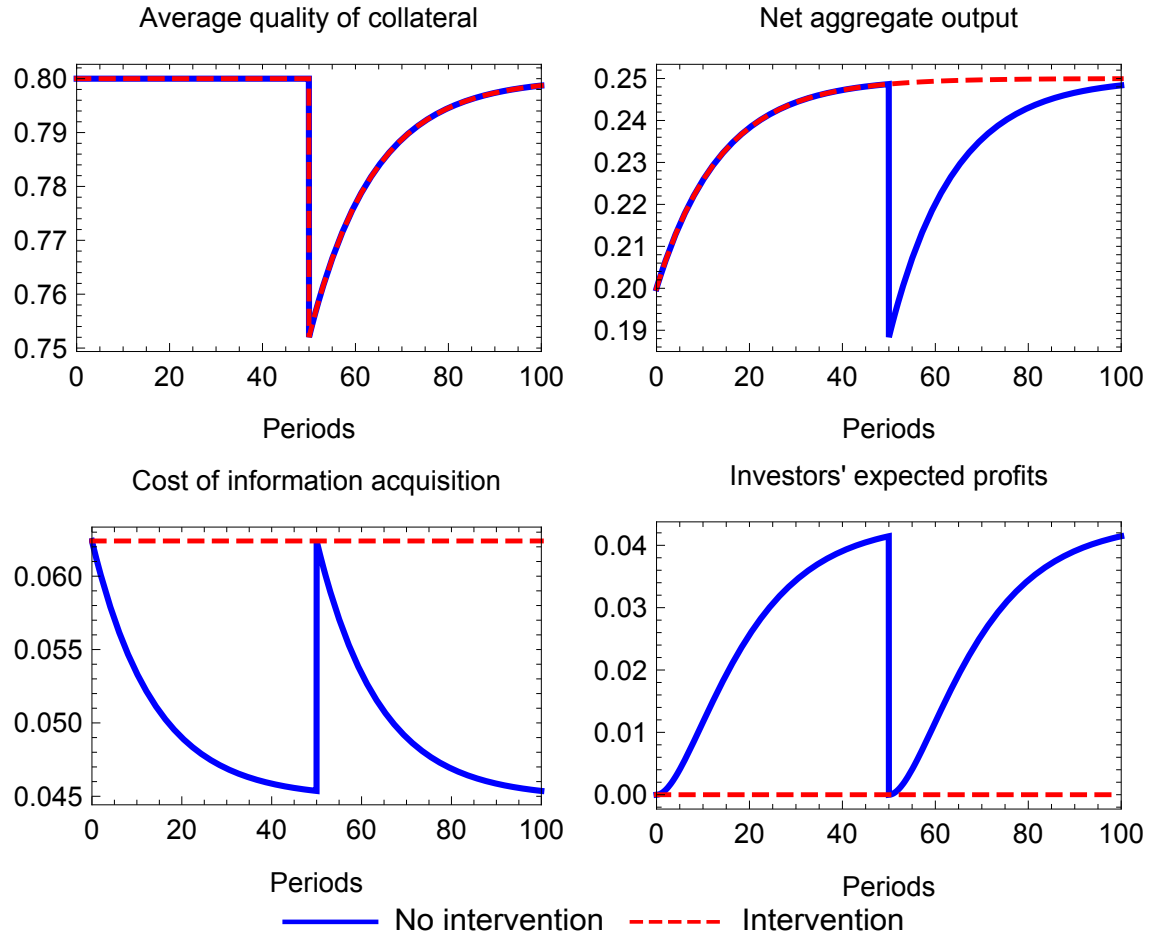 Average quality of collateral
0.80
0.79
0.78
0.77
0.76
0.75
0 20 40 60 80 100
Periods
Net aggregate output
0.25
0.24
0.23
0.22
0.21
0.20
0.19
0 20 40 60 80 100
Periods
Cost of information acquisition
0.060
0.055
0.050
0.045
0 20 40 60 80 100
Periods
Investors' expected profits
0.04
0.03
0.02
0.01
0.00
0 20 40 60 80 100
Periods
No intervention Intervention